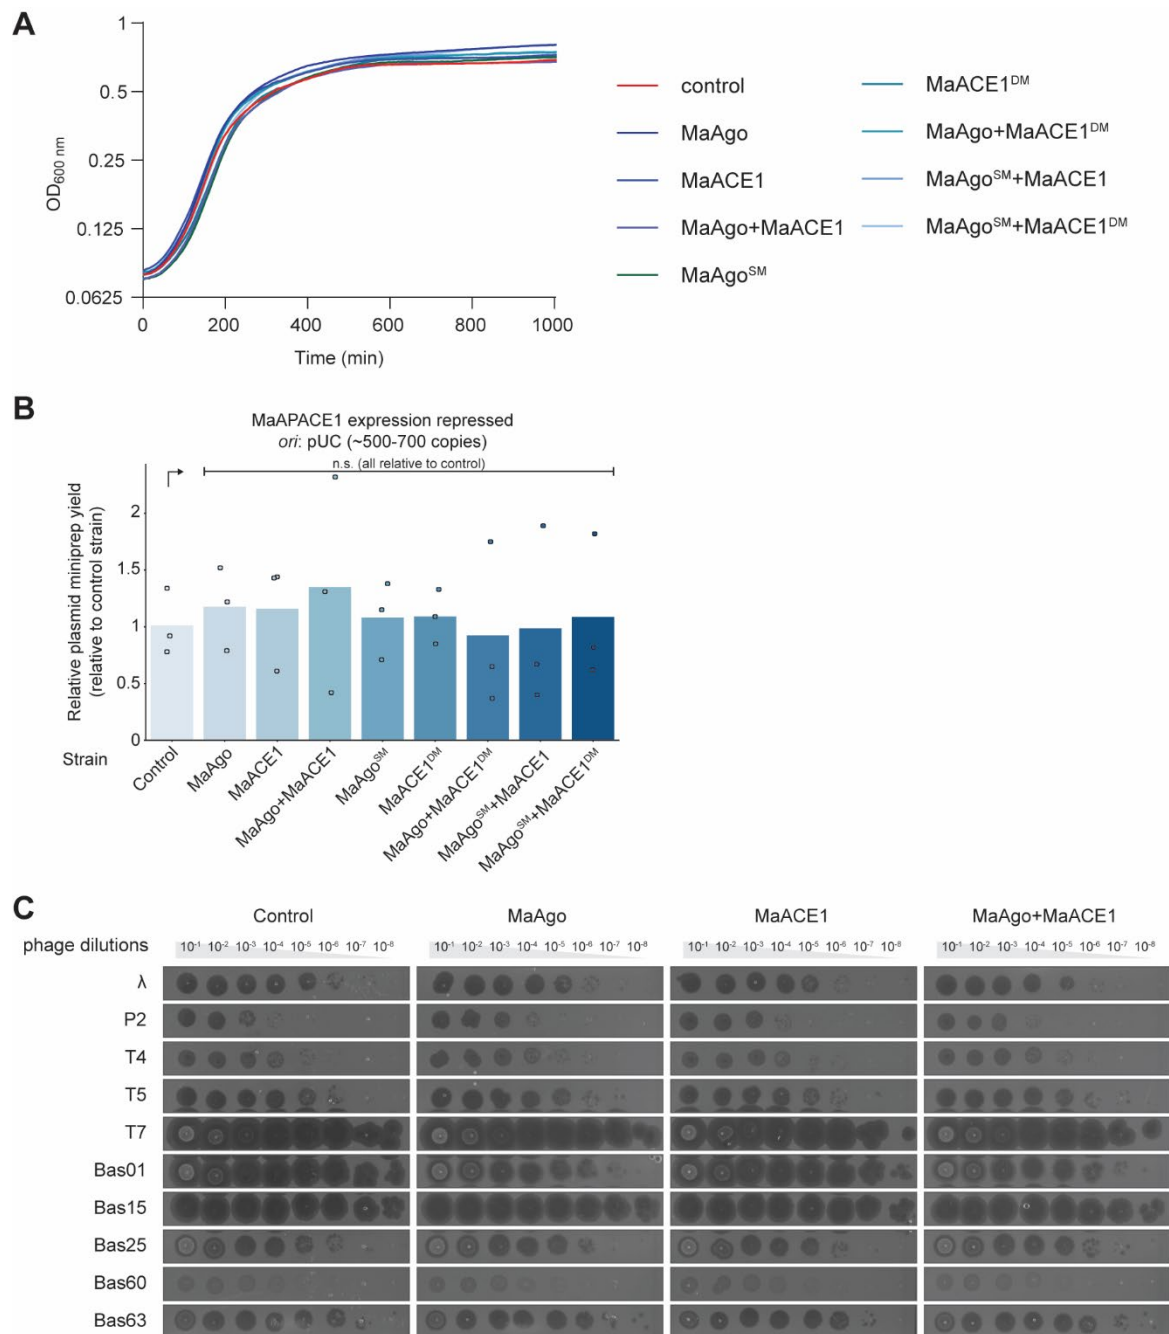 A
1
0.5
0.25
0.125
0.0625
OD600 nm
0 200 400 600 800 1000
Time (min)
control
MaAgo
MaACE1
MaAgo+MaACE1
MaAgoSM
MaACE1DM
MaAgo+MaACE1DM
MaAgoSM+MaACE1
MaAgoSM+MaACE1DM
B
MaAPACE1 expression repressed
ori: pUC (~500-700 copies)
n.s. (all relative to control)
Relative plasmid miniprep yield
(relative to control strain)
2
1.5
1
0.5
0
Strain
Control
MaAgo
MaACE1
MaAgo+MaACE1
MaAgoSM
MaACE1DM
MaAgo+MaACE1DM
MaAgoSM+MaACE1
MaAgoSM+MaACE1DM
C
Control MaAgo MaACE1 MaAgo+MaACE1
phage dilutions 10-1 10-2 10-3 10-4 10-5 10-6 10-7 10-8 10-1 10-2 10-3 10-4 10-5 10-6 10-7 10-8 10-1 10-2 10-3 10-4 10-5 10-6 10-7 10-8 10-1 10-2 10-3 10-4 10-5 10-6 10-7 10-8
λ
P2
T4
T5
T7
Bas01
Bas15
Bas25
Bas60
Bas63